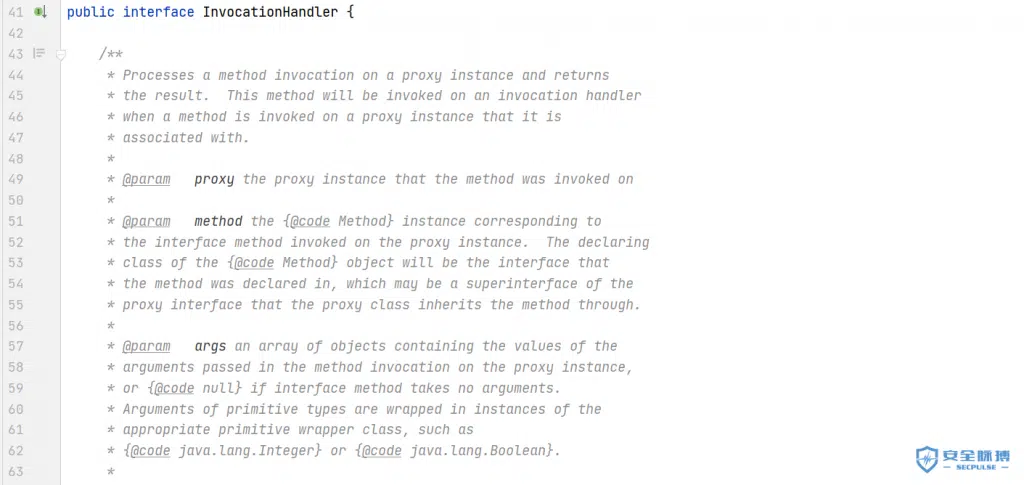 41 public interface InvocationHandler {
42
43 /**
44 * Processes a method invocation on a proxy instance and returns
45 * the result.  This method will be invoked on an invocation handler
46 * when a method is invoked on a proxy instance that it is
47 * associated with.
48 *
49 * @param   proxy the proxy instance that the method was invoked on
50 *
51 * @param   method the {@code Method} instance corresponding to
52 * the interface method invoked on the proxy instance.  The declaring
53 * class of the {@code Method} object will be the interface that
54 * the method was declared in, which may be a superinterface of the
55 * proxy interface that the proxy class inherits the method through.
56 *
57 * @param   args an array of objects containing the values of the
58 * arguments passed in the method invocation on the proxy instance,
59 * or {@code null} if interface method takes no arguments.
60 * Arguments of primitive types are wrapped in instances of the
61 * appropriate primitive wrapper class, such as
62 * {@code java.lang.Integer} or {@code java.lang.Boolean}.
63 *
安全脉搏
SECPULSE